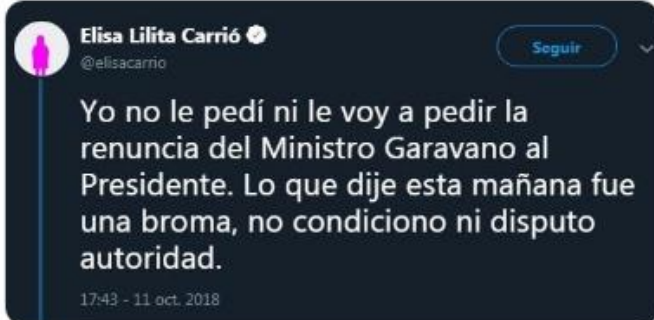 Elisa Lilita Carrió
@elisacarrio
Seguir
Yo no le pedí ni le voy a pedir la
renuncia del Ministro Garavano al
Presidente. Lo que dije esta mañana fue
una broma, no condiciono ni disputo
autoridad.
17:43 - 11 oct. 2018